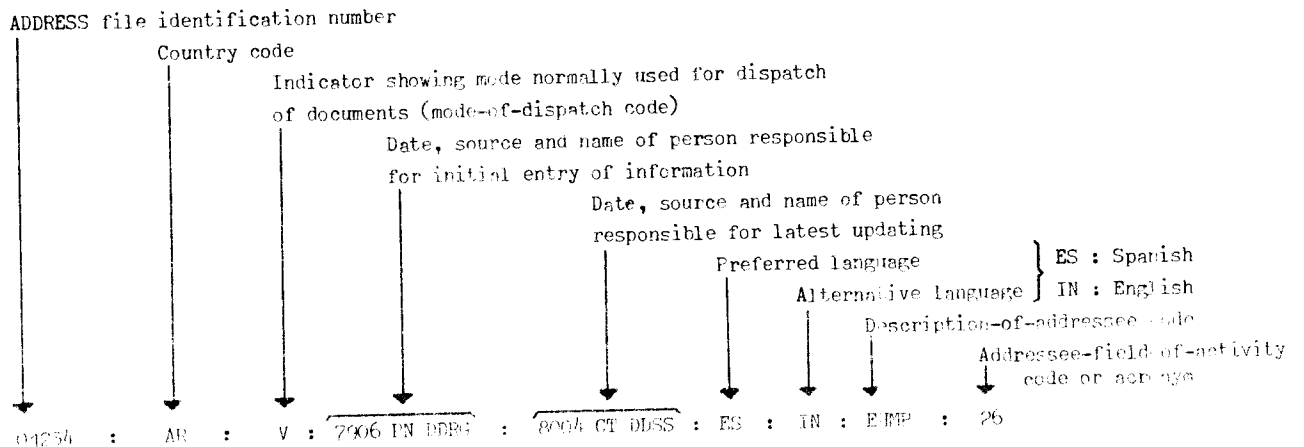 ADDRESS file identification number
Country code
Indicator showing mode normally used for dispatch
of documents (mode-of-dispatch code)
Date, source and name of person responsible
for initial entry of information
Date, source and name of person
responsible for latest updating
Preferred language
Alternative language } ES : Spanish
IN : English
Description-of-addressee code
Addressee-field-of-activity
code or acronym
01234 : AR : V : 7906 PN DDRG : 8004 CT DDSS : ES : IN : EMP : 26